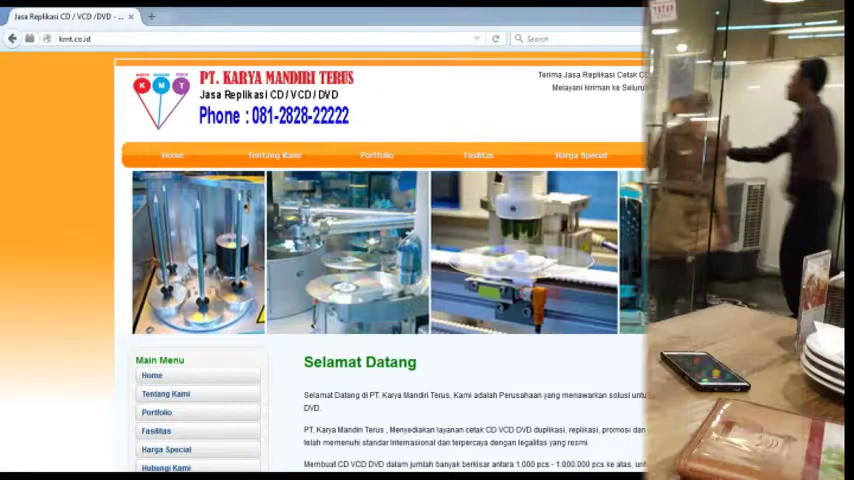 Jasa Replikasi CD / VCD /DVD - ...
kmt.co.id
Search
KARYA MANDIRI TERUS
K M T
PT. KARYA MANDIRI TERUS
Jasa Replikasi CD / VCD / DVD
Phone : 081-2828-22222
Terima Jasa Replikasi Cetak CD
Melayani kiriman ke Seluruh
Home Tentang Kami Portfolio Fasilitas Harga Special
Main Menu
Home
Tentang Kami
Portfolio
Fasilitas
Harga Special
Hubungi Kami
Selamat Datang
Selamat Datang di PT. Karya Mandiri Terus, Kami adalah Perusahaan yang menawarkan solusi
DVD.
PT. Karya Mandiri Terus , Menyediakan layanan cetak CD VCD DVD duplikasi, replikasi, promosi dan
telah memenuhi standar Internasional dan terpercaya dengan legalitas yang resmi.
Membuat CD VCD DVD dalam jumlah banyak berkisar antara 1.000 pcs - 1.000.000 pcs ke atas,